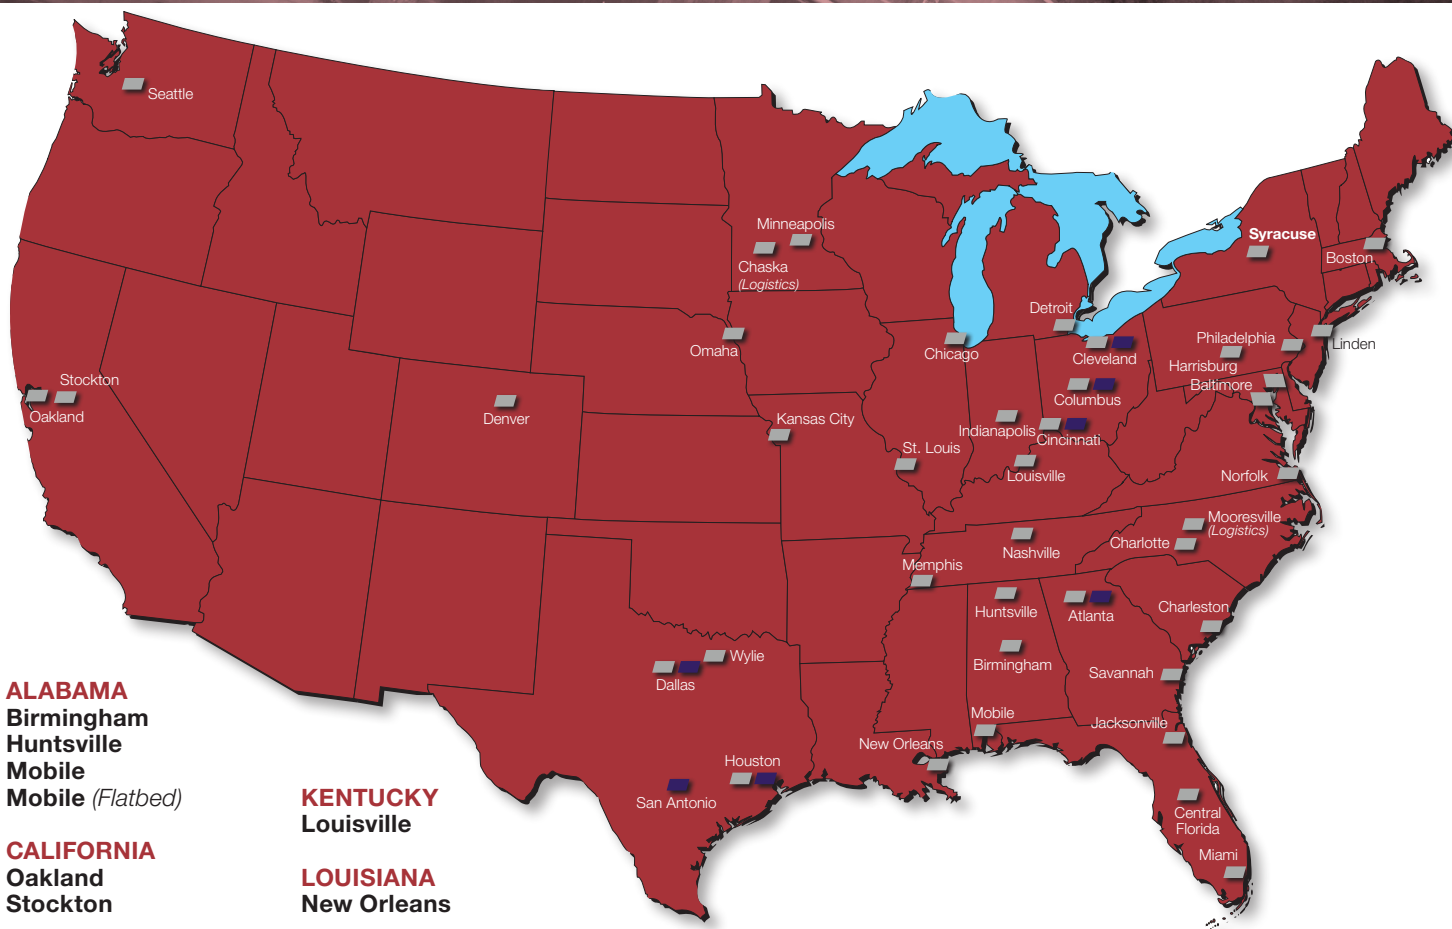 Seattle
Minneapolis
Chaska
(Logistics)
Syracuse
Boston
Detroit
Omaha
Chicago
Cleveland
Philadelphia
Linden
Harrisburg
Baltimore
Stockton
Oakland
Denver
Columbus
Kansas City
Indianapolis
Cincinnati
St. Louis
Louisville
Norfolk
Mooresville
(Logistics)
Charlotte
Nashville
Memphis
Huntsville
Atlanta
Charleston
Wylie
Dallas
Birmingham
Savannah
Mobile
Jacksonville
New Orleans
Houston
San Antonio
Central
Florida
Miami
ALABAMA
Birmingham
Huntsville
Mobile
Mobile (Flatbed)
CALIFORNIA
Oakland
Stockton
KENTUCKY
Louisville
LOUISIANA
New Orleans